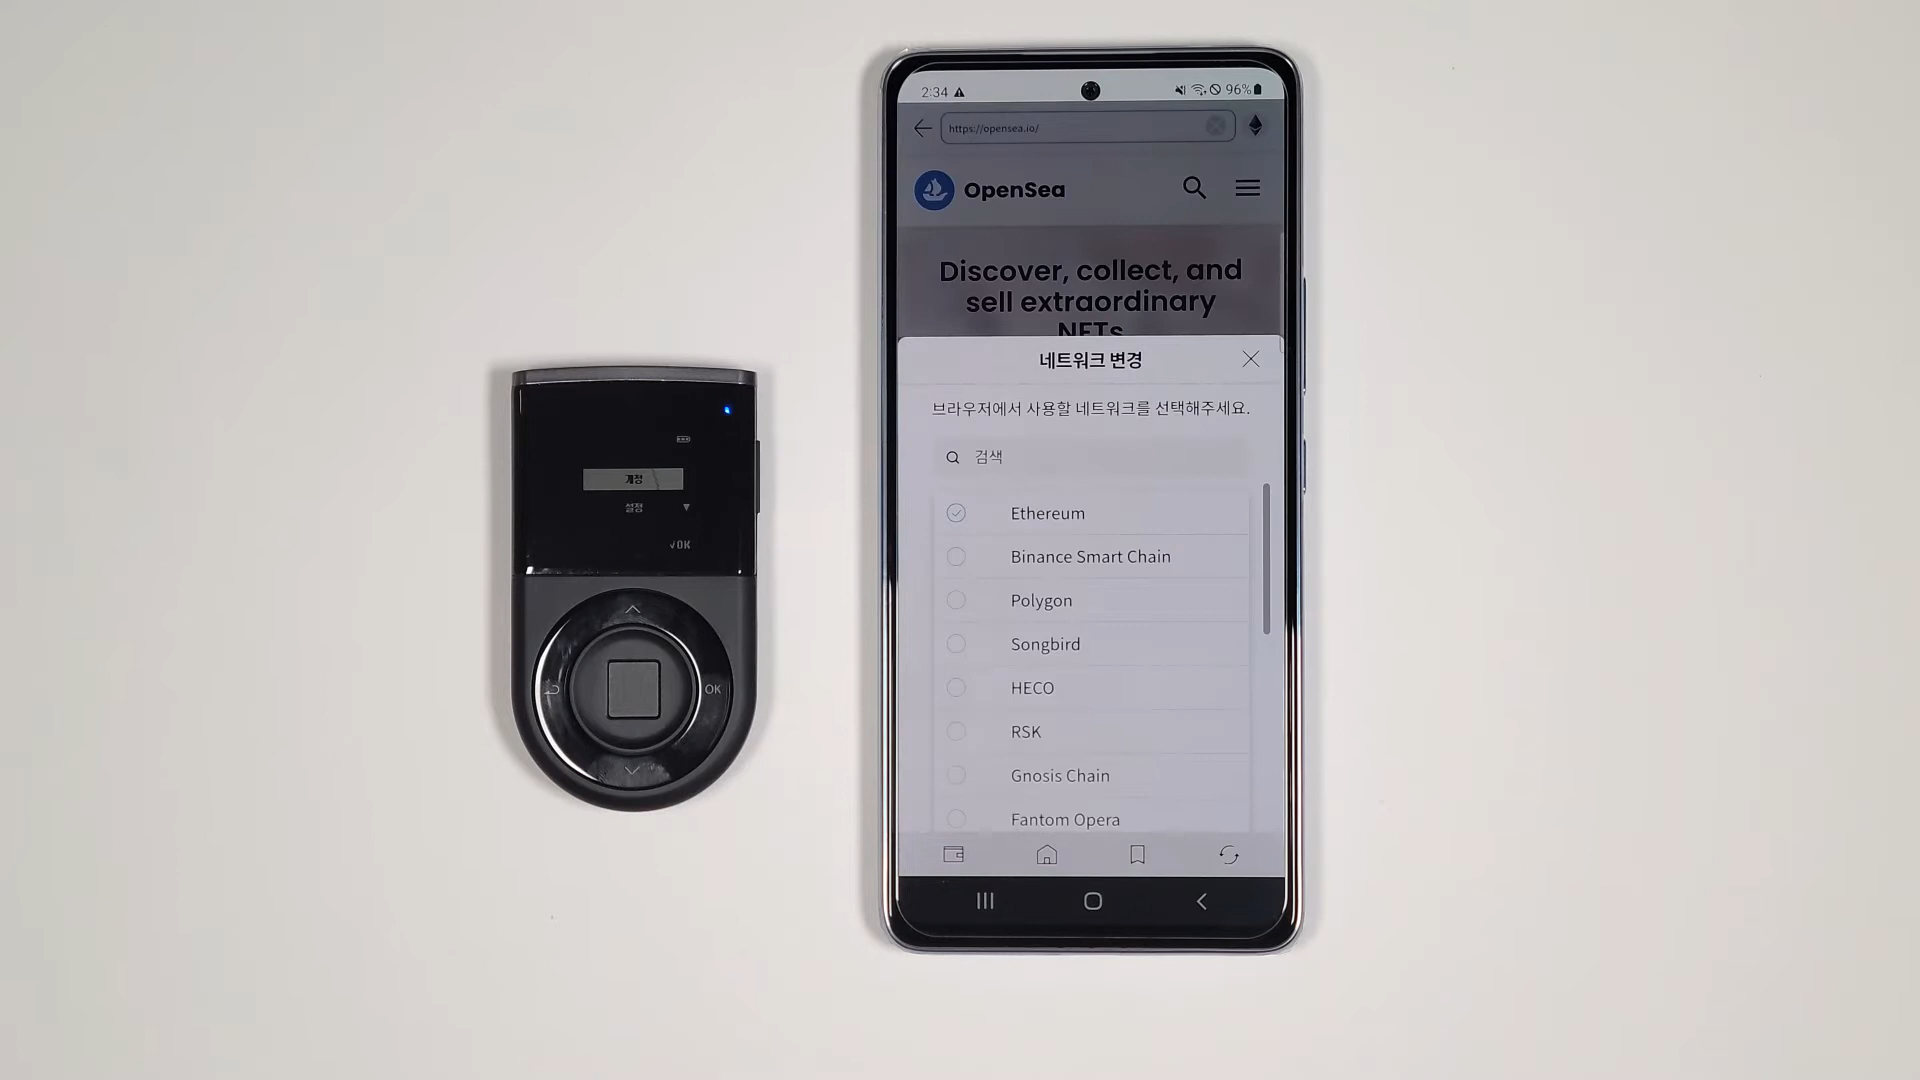 계정
설정
√OK
OK
2:34
96%
https://opensea.io/
OpenSea
Discover, collect, and
sell extraordinary
NFTs
네트워크 변경
브라우저에서 사용할 네트워크를 선택해주세요.
검색
Ethereum
Binance Smart Chain
Polygon
Songbird
HECO
RSK
Gnosis Chain
Fantom Opera